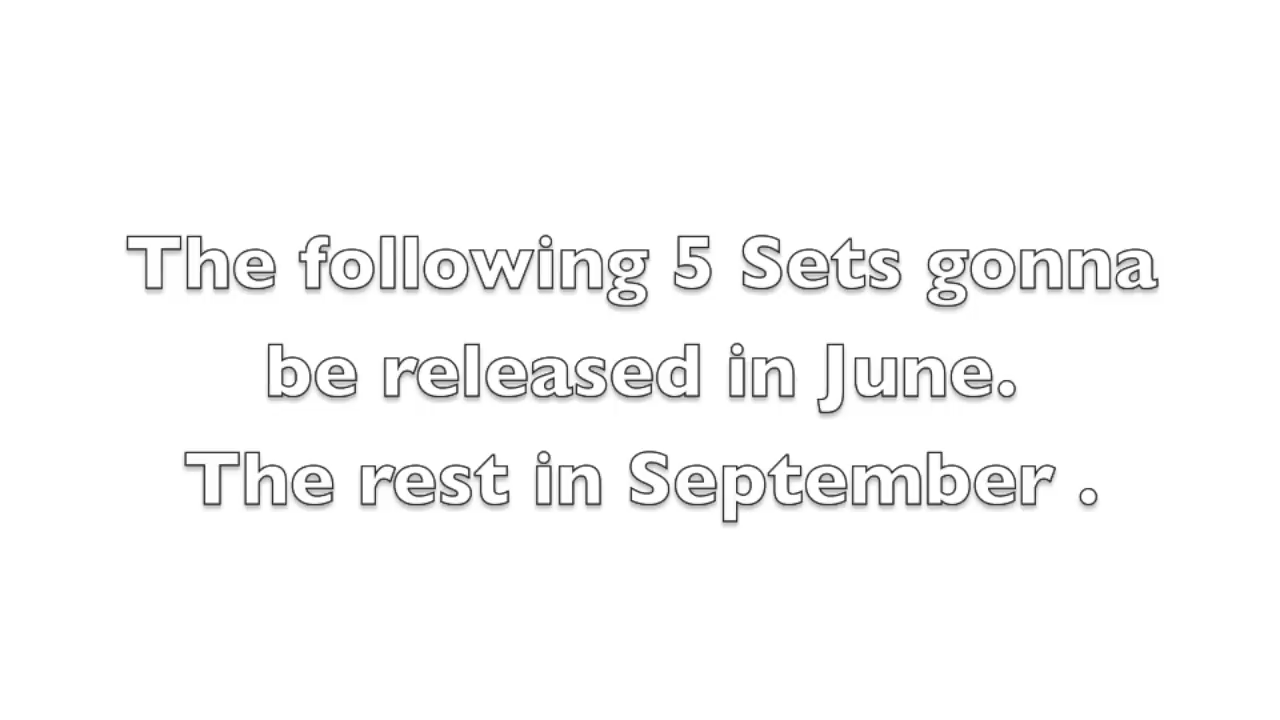 The following 5 Sets gonna
be released in June.
The rest in September .